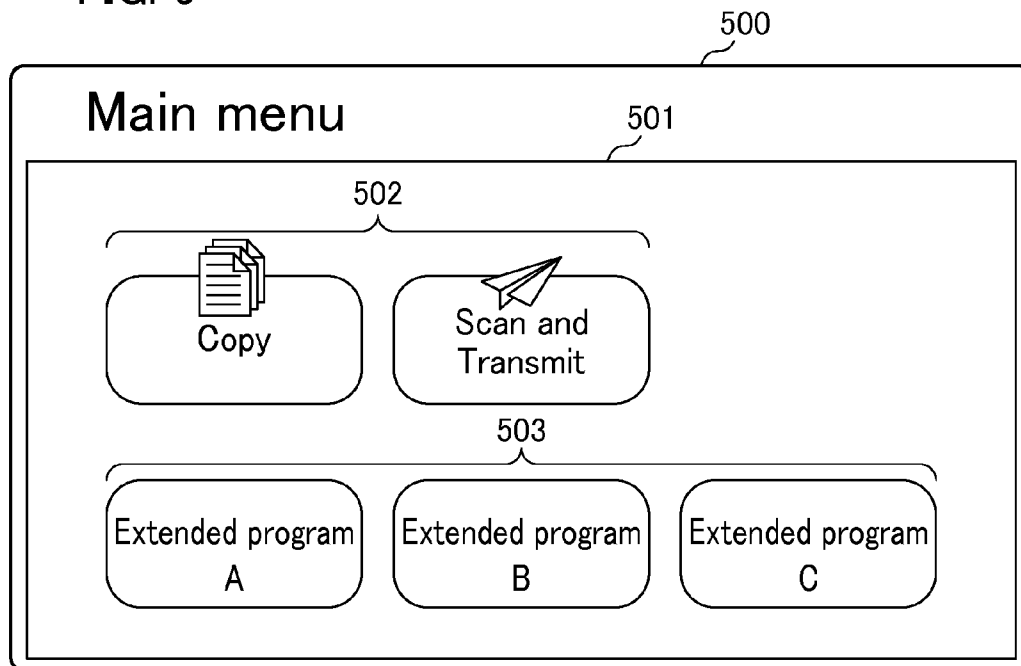 500
Main menu
501
502
Copy
Scan and
Transmit
503
Extended program
A
Extended program
B
Extended program
C